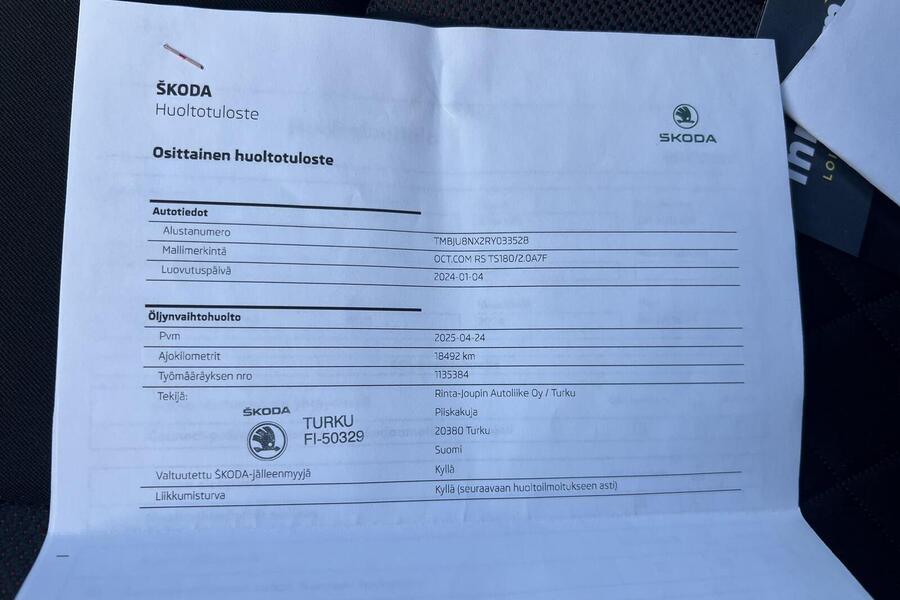 ŠKODA
Huoltotuloste
ŠKODA
Osittainen huoltotuloste
Autotiedot
Alustanumero TMBJU8NX2RY033528
Mallimerkintä OCT.COM RS TS180/2.0A7F
Luovutuspäivä 2024-01-04
Öljynvaihtohuolto
Pvm 2025-04-24
Ajokilometrit 18492 km
Työmääräyksen nro 1135384
Tekijä: Rinta-Joupin Autoliike Oy / Turku
Piiskakuja
20380 Turku
Suomi
ŠKODA
TURKU
FI-50329
Valtuutettu ŠKODA-jälleenmyyjä Kyllä
Liikkumisturva Kyllä (seuraavaan huoltoilmoitukseen asti)